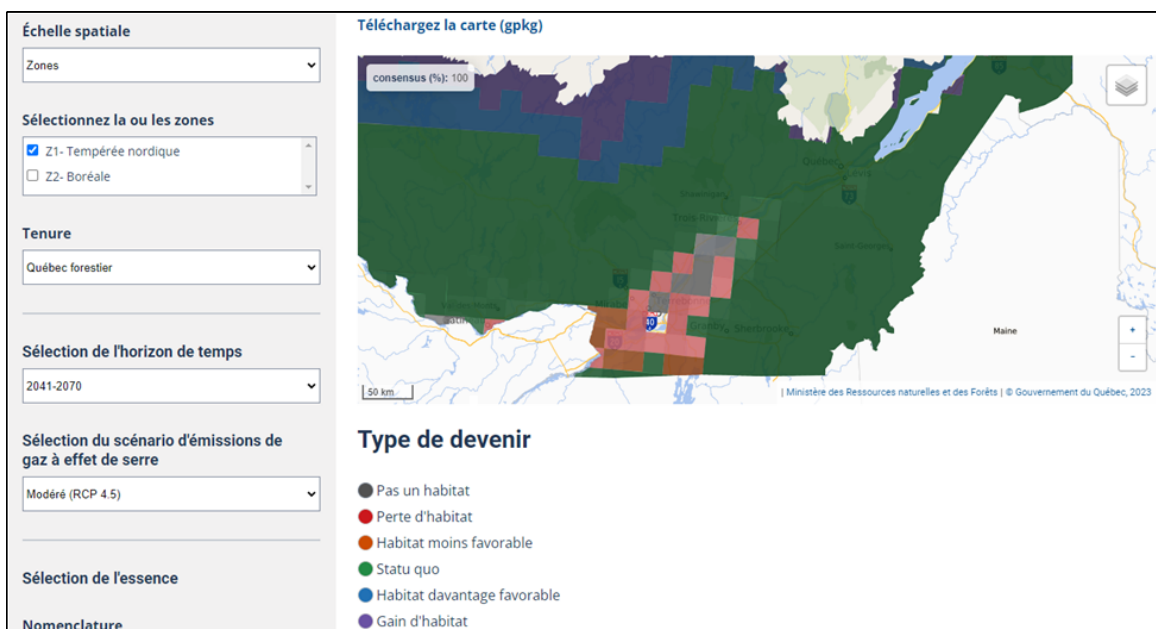 Échelle spatiale
Zones
Sélectionnez la ou les zones
Z1- Tempérée nordique
Z2- Boréale
Tenure
Québec forestier
Sélection de l'horizon de temps
2041-2070
Sélection du scénario d'émissions de
gaz à effet de serre
Modéré (RCP 4.5)
Sélection de l'essence
Nomenclature
Téléchargez la carte (gpkg)
consensus (%): 100
Québec
Lévis
Shawinigan
Saint-Georges
Terrebonne
40
Granby
Sherbrooke
Maine
+
-
50 km
| Ministère des Ressources naturelles et des Forêts | © Gouvernement du Québec, 2023
Type de devenir
Pas un habitat
Perte d'habitat
Habitat moins favorable
Statu quo
Habitat davantage favorable
Gain d'habitat